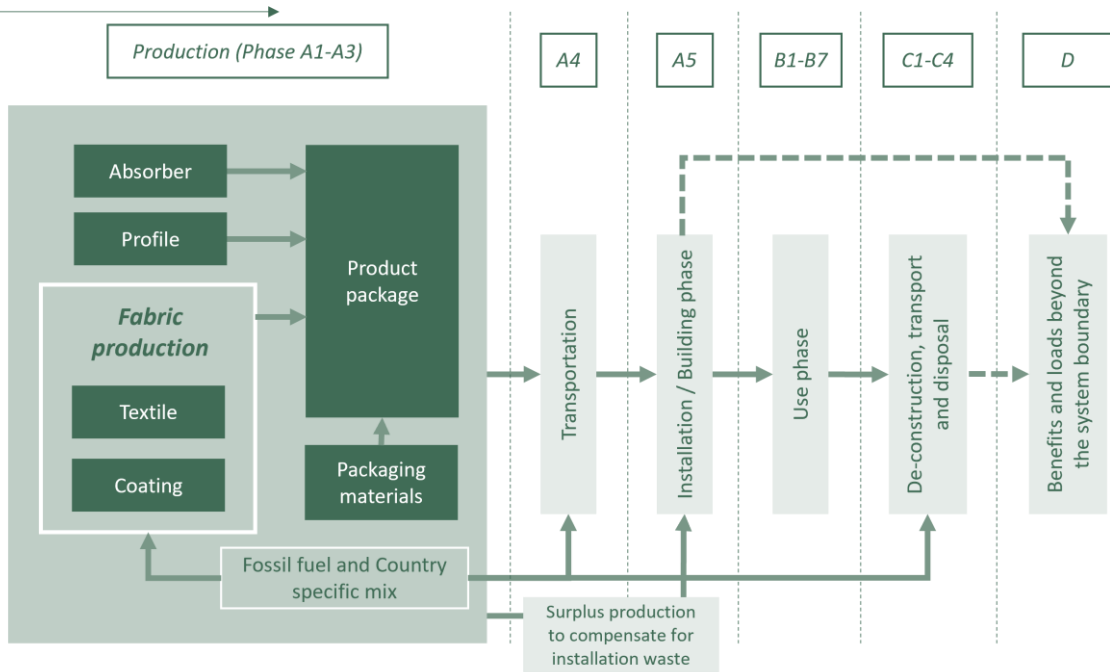 Production (Phase A1-A3)
A4
A5
B1-B7
C1-C4
D
Absorber
Profile
Fabric
production
Textile
Coating
Product
package
Packaging
materials
Fossil fuel and Country
specific mix
Transportation
Installation / Building phase
Use phase
De-construction, transport
and disposal
Benefits and loads beyond
the system boundary
Surplus production
to compensate for
installation waste